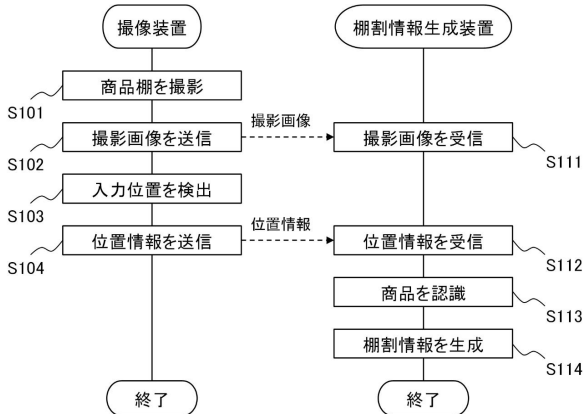 撮像装置
棚割情報生成装置
商品棚を撮影
S101
撮影画像を送信
撮影画像
撮影画像を受信
S102
S111
入力位置を検出
S103
位置情報を送信
位置情報
位置情報を受信
S104
S112
商品を認識
S113
棚割情報を生成
S114
終了
終了